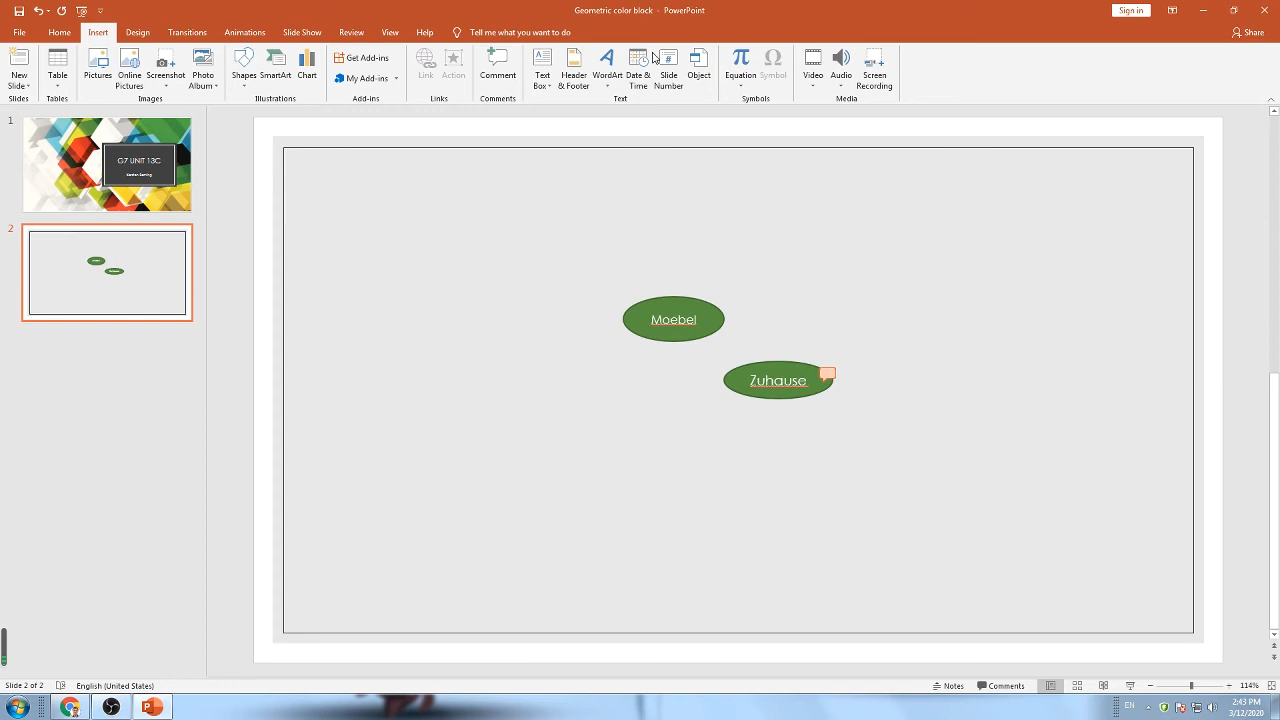 Geometric color block - PowerPoint
Sign in
File Home Insert Design Transitions Animations Slide Show Review View Help Tell me what you want to do
Share
New Slide
Table
Pictures
Online Pictures
Screenshot
Photo Album
Shapes
SmartArt
Chart
Get Add-ins
My Add-ins
Link
Action
Comment
Text Box
Header & Footer
WordArt
Date & Time
Slide Number
Object
Equation
Symbol
Video
Audio
Screen Recording
Slides Tables Images Illustrations Add-ins Links Comments Text Symbols Media
1
G7 UNIT 13C
2
Moebel
Zuhause
Slide 2 of 2 English (United States) Notes Comments 114%
EN 2:43 PM
3/12/2020